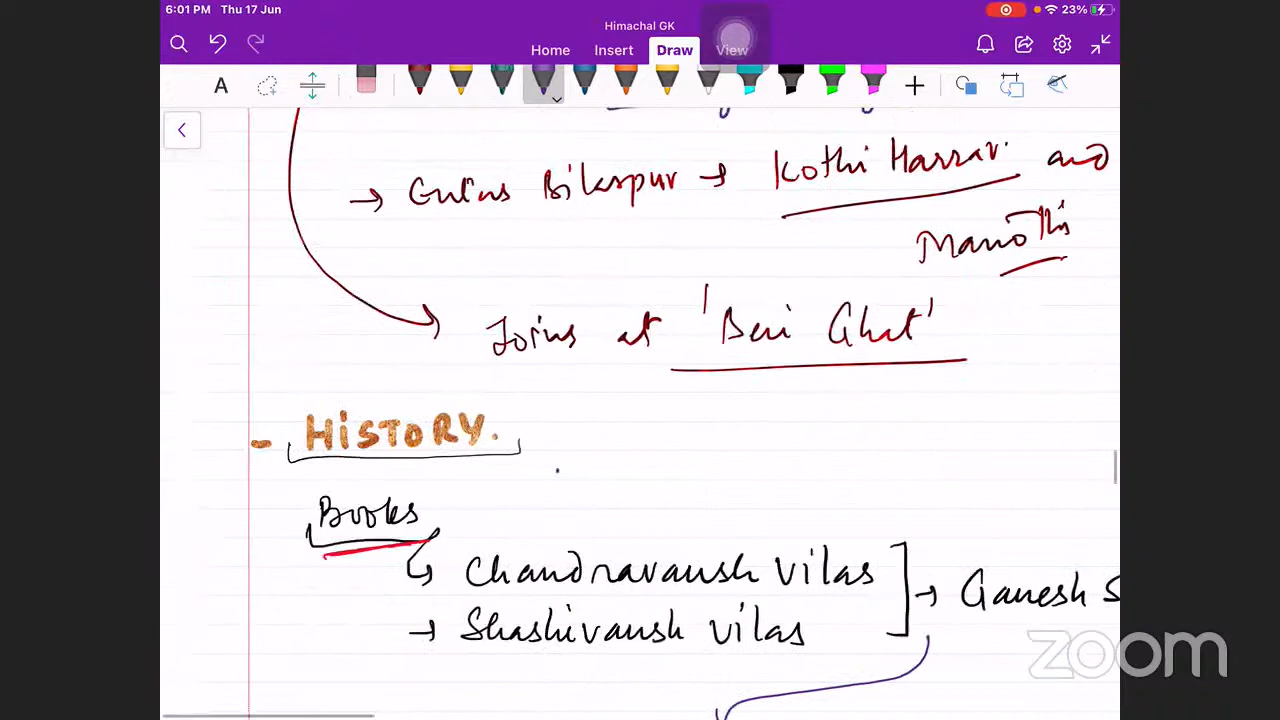 6:01 PM Thu 17 Jun
23%
Himachal GK
Home Insert Draw View
A
→ Enters Bilaspur → Kothi Harrar and
Manothi
Joins at 'Beri Ghat'
- HISTORY.
Books
↳ Chandravansh Vilas
→ Ganesh S
→ Shashivansh Vilas
zoom